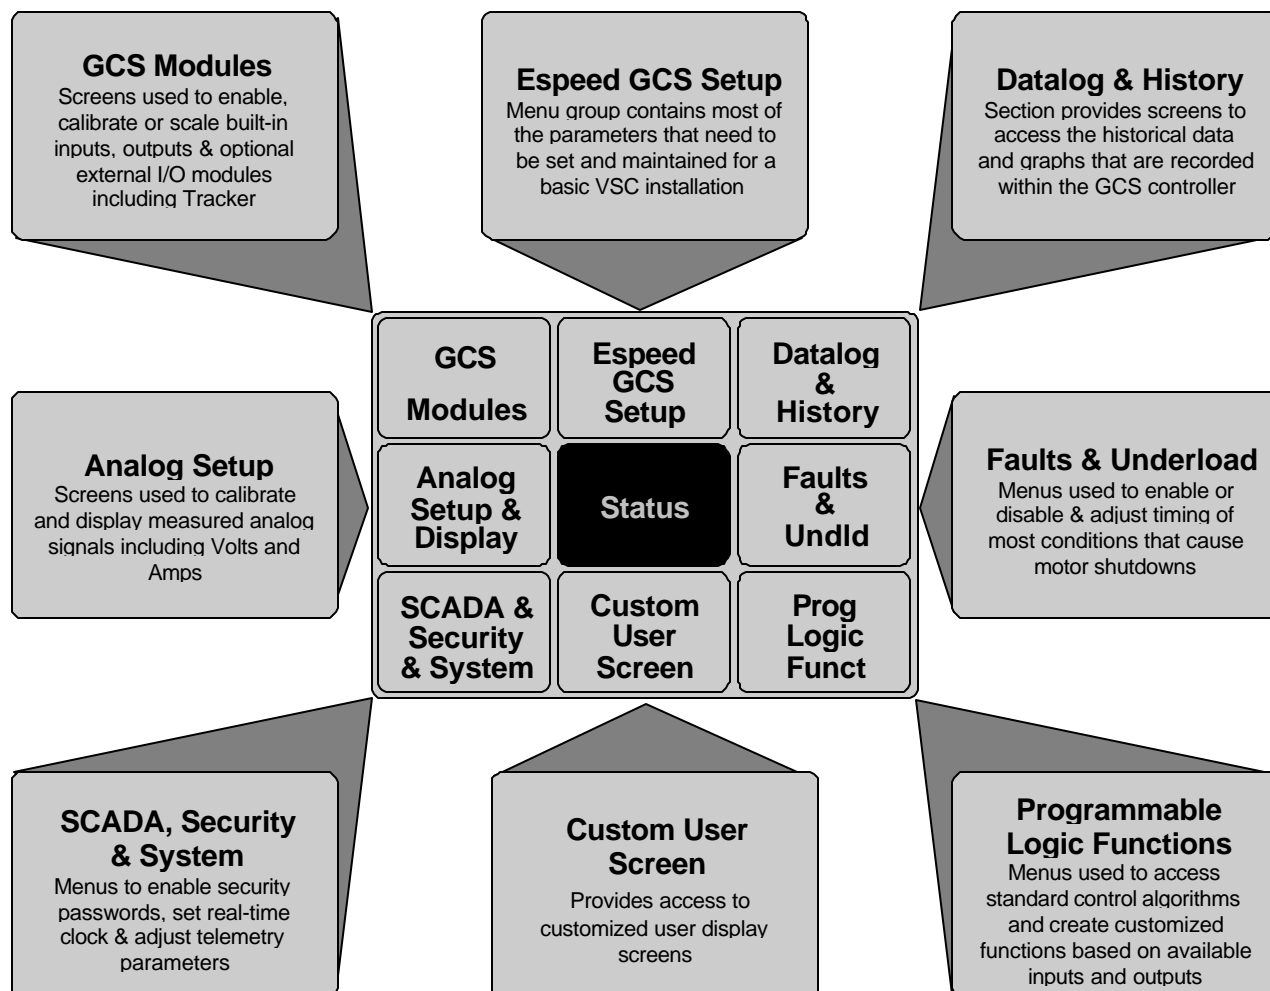 GCS Modules
Screens used to enable,
calibrate or scale built-in
inputs, outputs & optional
external I/O modules
including Tracker
Espeed GCS Setup
Menu group contains most of
the parameters that need to
be set and maintained for a
basic VSC installation
Datalog & History
Section provides screens to
access the historical data
and graphs that are recorded
within the GCS controller
GCS
Modules
Espeed
GCS
Setup
Datalog
&
History
Analog Setup
Screens used to calibrate
and display measured analog
signals including Volts and
Amps
Analog
Setup &
Display
Status
Faults
&
Undld
Faults & Underload
Menus used to enable or
disable & adjust timing of
most conditions that cause
motor shutdowns
SCADA &
Security
& System
Custom
User
Screen
Prog
Logic
Funct
SCADA, Security
& System
Menus to enable security
passwords, set real-time
clock & adjust telemetry
parameters
Custom User
Screen
Provides access to
customized user display
screens
Programmable
Logic Functions
Menus used to access
standard control algorithms
and create customized
functions based on available
inputs and outputs